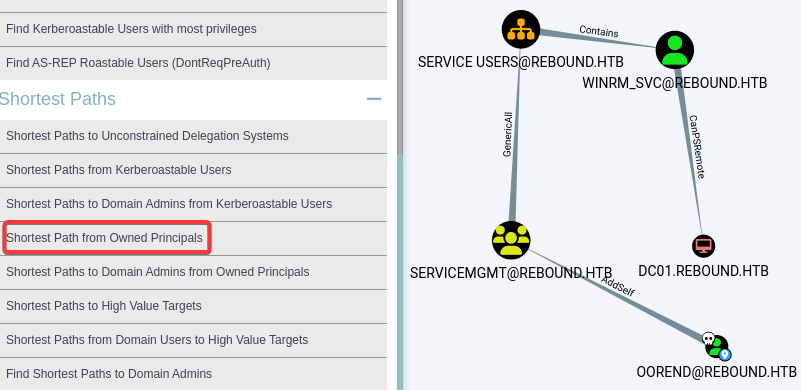 Find Kerberoastable Users with most privileges
Find AS-REP Roastable Users (DontReqPreAuth)
Shortest Paths
Shortest Paths to Unconstrained Delegation Systems
Shortest Paths from Kerberoastable Users
Shortest Paths to Domain Admins from Kerberoastable Users
Shortest Path from Owned Principals
Shortest Paths to Domain Admins from Owned Principals
Shortest Paths to High Value Targets
Shortest Paths from Domain Users to High Value Targets
Find Shortest Paths to Domain Admins
Contains
SERVICE USERS@REBOUND.HTB
WINRM_SVC@REBOUND.HTB
GenericAll
CanPSRemote
SERVICEMGMT@REBOUND.HTB
DC01.REBOUND.HTB
AddSelf
OOREND@REBOUND.HTB